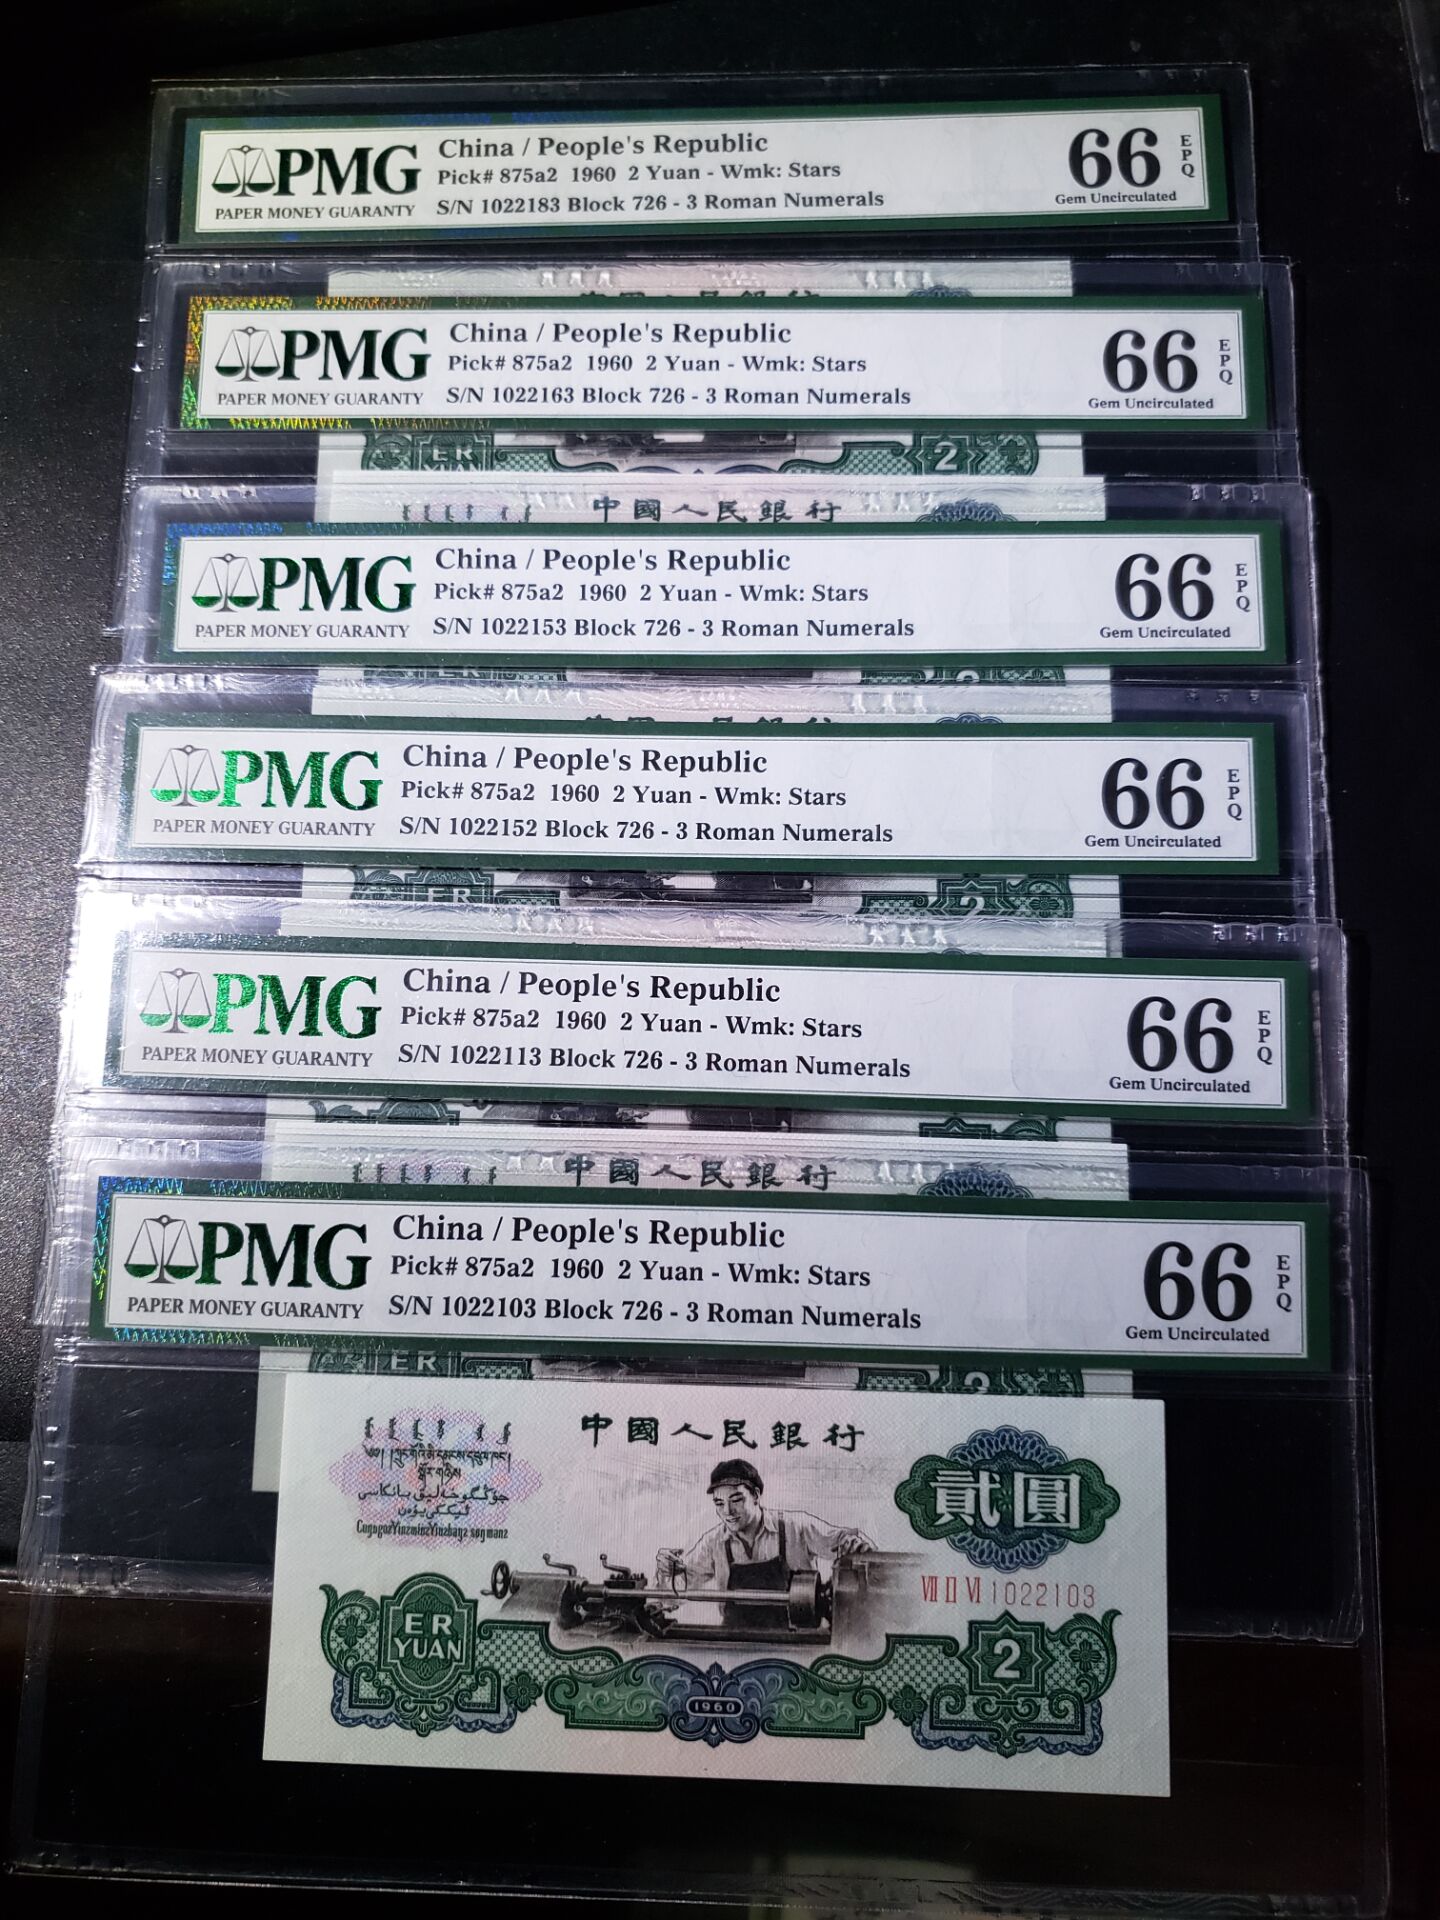 PMG
PAPER MONEY GUARANTY
China / People's Republic
Pick# 875a2 1960 2 Yuan - Wmk: Stars
S/N 1022183 Block 726 - 3 Roman Numerals
66
EPQ
Gem Uncirculated
PMG
PAPER MONEY GUARANTY
China / People's Republic
Pick# 875a2 1960 2 Yuan - Wmk: Stars
S/N 1022163 Block 726 - 3 Roman Numerals
66
EPQ
Gem Uncirculated
ER
2
中國人民銀行
PMG
PAPER MONEY GUARANTY
China / People's Republic
Pick# 875a2 1960 2 Yuan - Wmk: Stars
S/N 1022153 Block 726 - 3 Roman Numerals
66
EPQ
Gem Uncirculated
PMG
PAPER MONEY GUARANTY
China / People's Republic
Pick# 875a2 1960 2 Yuan - Wmk: Stars
S/N 1022152 Block 726 - 3 Roman Numerals
66
EPQ
Gem Uncirculated
ER
2
PMG
PAPER MONEY GUARANTY
China / People's Republic
Pick# 875a2 1960 2 Yuan - Wmk: Stars
S/N 1022113 Block 726 - 3 Roman Numerals
66
EPQ
Gem Uncirculated
中國人民銀行
PMG
PAPER MONEY GUARANTY
China / People's Republic
Pick# 875a2 1960 2 Yuan - Wmk: Stars
S/N 1022103 Block 726 - 3 Roman Numerals
66
EPQ
Gem Uncirculated
ER
中國人民銀行
貳圓
VII II VI 1022103
ER
YUAN
2
1960